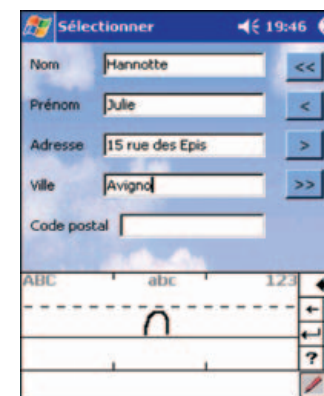 Sélectionner 19:46
Nom Hannotte <<
Prénom Julie <
Adresse 15 rue des Epis >
Ville Avigno >>
Code postal
ABC abc 123
n
?